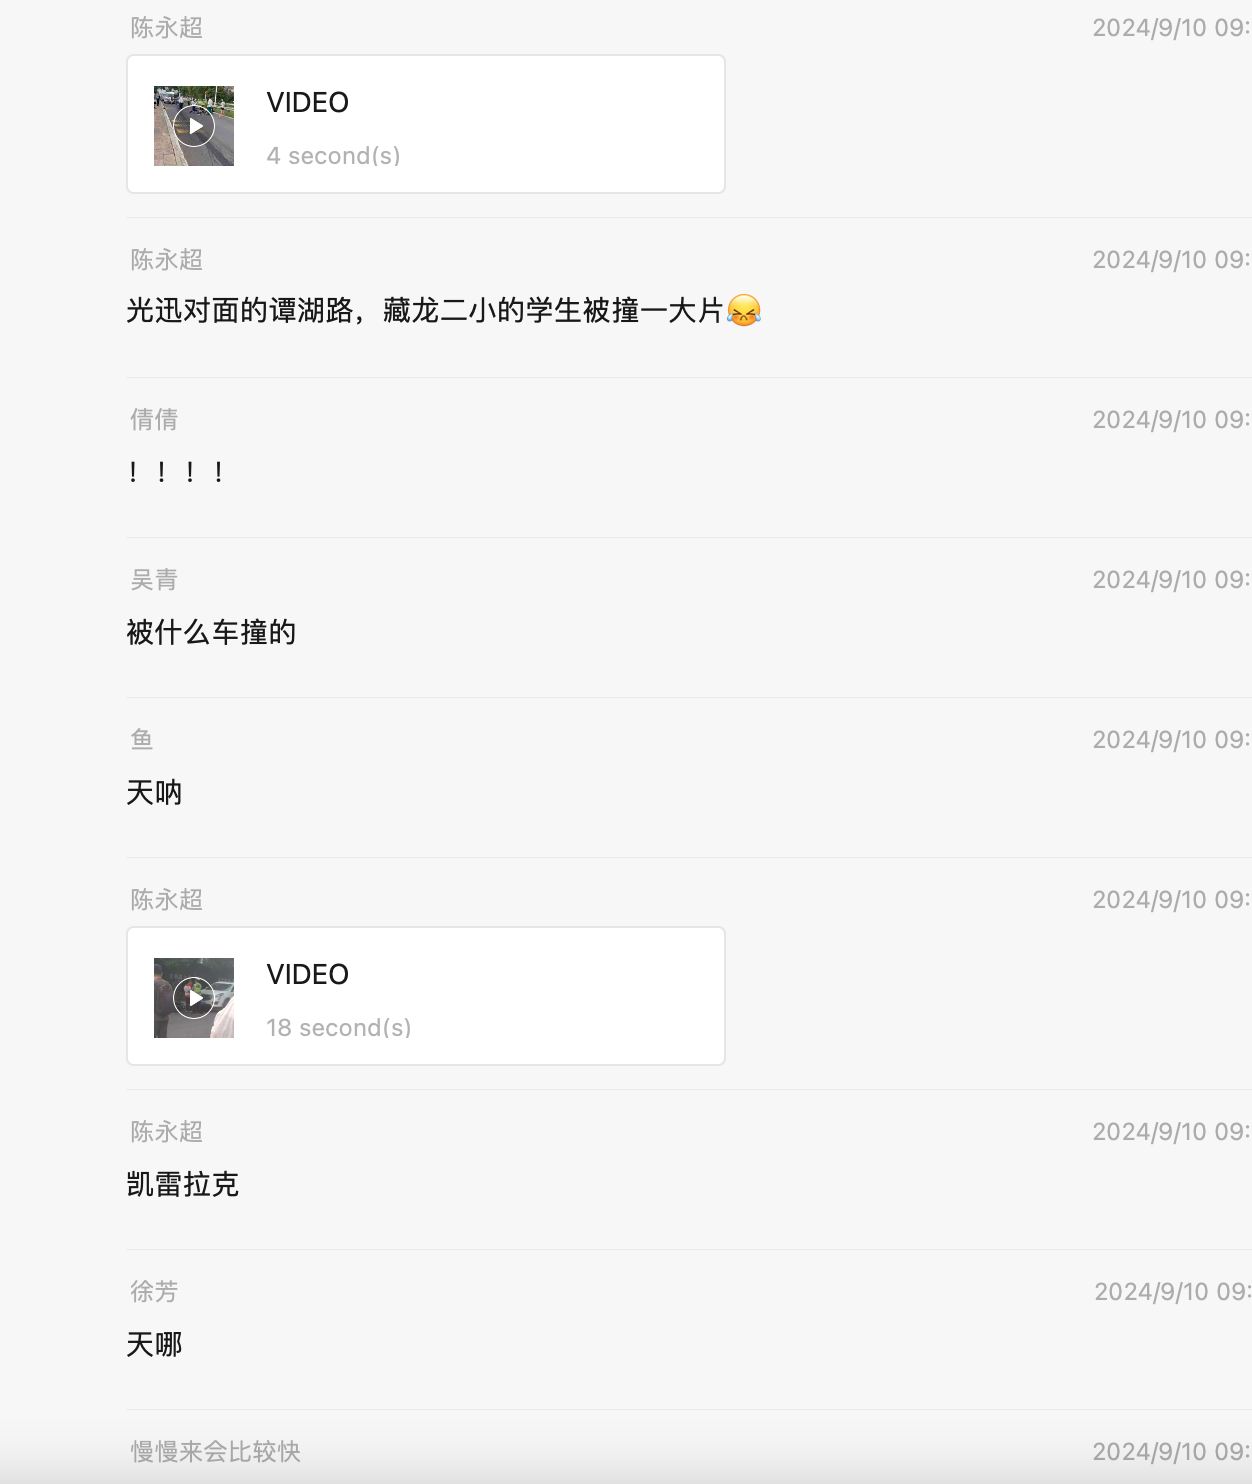 陈永超 2024/9/10 09:
VIDEO
4 second(s)
陈永超 2024/9/10 09:
光迅对面的谭湖路，藏龙二小的学生被撞一大片😹
倩倩 2024/9/10 09:
！！！！
吴青 2024/9/10 09:
被什么车撞的
鱼 2024/9/10 09:
天呐
陈永超 2024/9/10 09:
VIDEO
18 second(s)
陈永超 2024/9/10 09:
凯雷拉克
徐芳 2024/9/10 09:
天哪
慢慢来会比较快 2024/9/10 09: